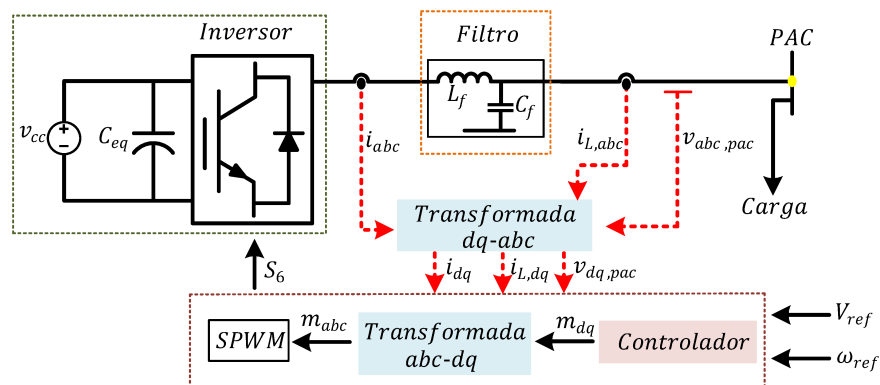 Inversor
Filtro
PAC
v_cc
C_eq
L_f
C_f
i_abc
i_L,abc
v_abc,pac
Carga
Transformada
dq-abc
S_6
i_dq
i_L,dq
v_dq,pac
SPWM
m_abc
Transformada
abc-dq
m_dq
Controlador
V_ref
ω_ref